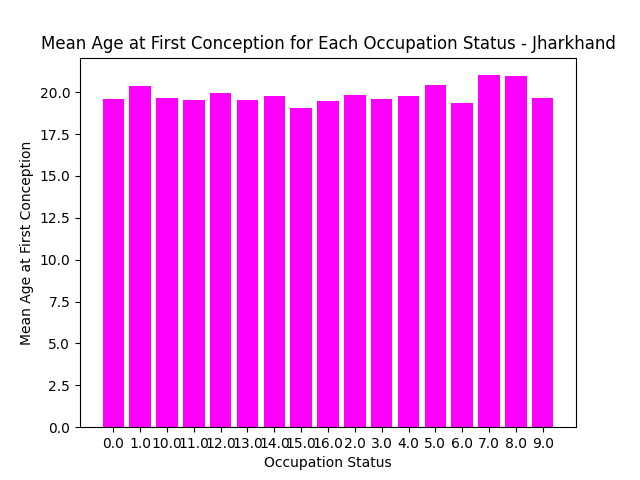 Mean Age at First Conception for Each Occupation Status - Jharkhand
Mean Age at First Conception
20.0
17.5
15.0
12.5
10.0
7.5
5.0
2.5
0.0
0.0 1.0 10.0 11.0 12.0 13.0 14.0 15.0 16.0 2.0 3.0 4.0 5.0 6.0 7.0 8.0 9.0
Occupation Status